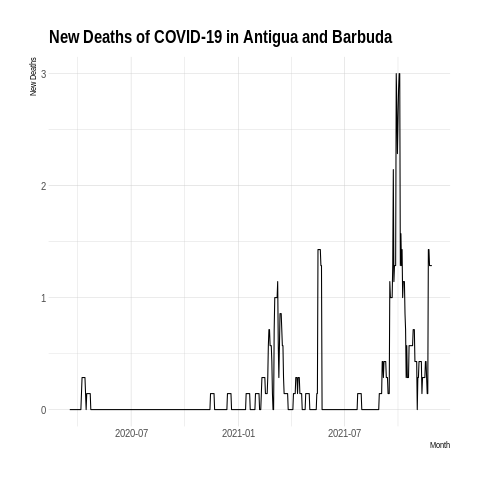 New Deaths of COVID-19 in Antigua and Barbuda
New Deaths
3
2
1
0
2020-07
2021-01
2021-07
Month